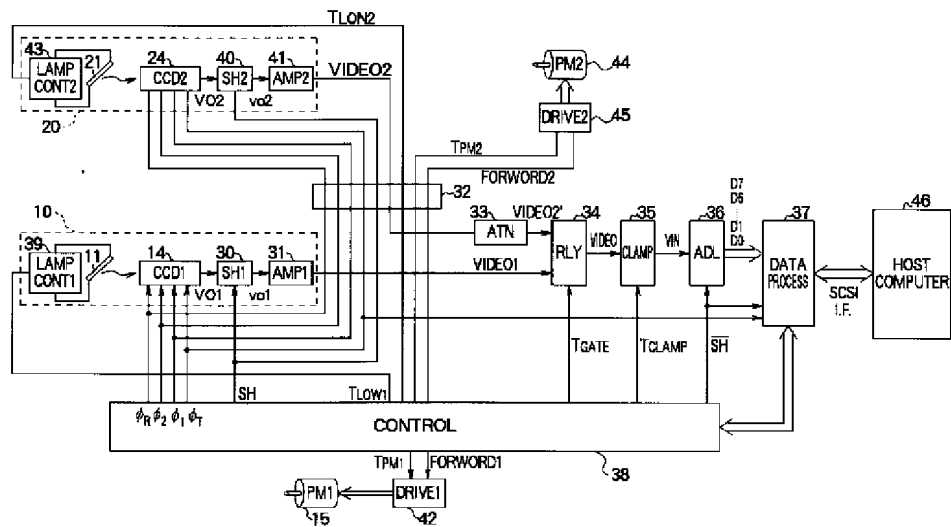 TLON2
43 21 24 40 41
LAMP CONT2
CCD2
SH2
AMP2
VIDEO2
VO2
vo2
20
PM2
44
DRIVE2
45
TPM2
FORWORD2
32
10
39 11 14 30 31
LAMP CONT1
CCD1
SH1
AMP1
VIDEO1
VO1
vo1
33
ATN
VIDEO2'
34
RLY
VIDEO
35
CLAMP
VIN
36
ADL
D7
D6
D1
D0
37
DATA PROCESS
SCSI
I.F.
46
HOST COMPUTER
TGATE
TCLAMP
SH
ϕR ϕ2 ϕ1 ϕT
SH
TLOW1
CONTROL
38
TPM1
FORWORD1
PM1
15
DRIVE1
42